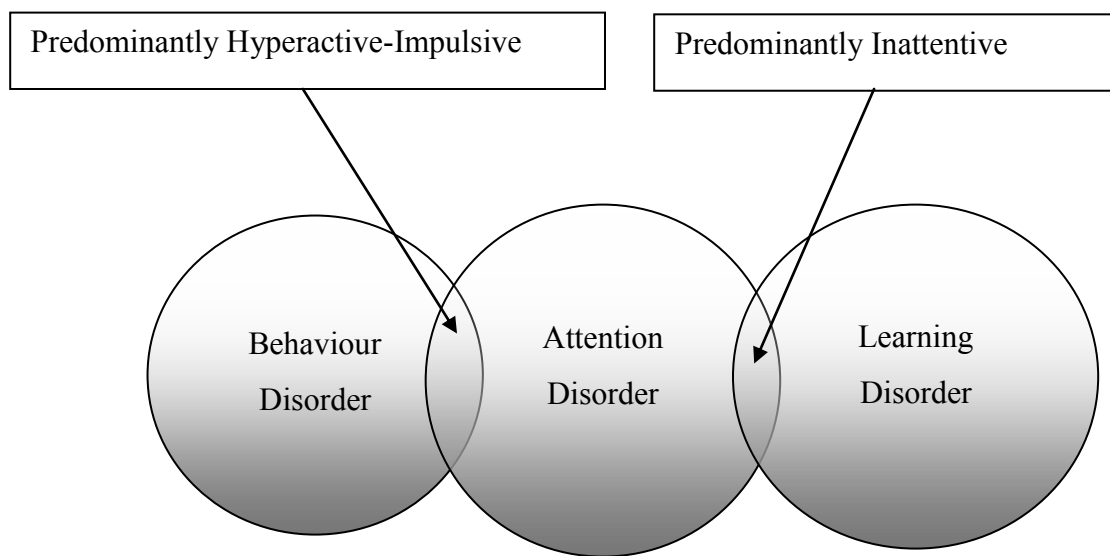 Predominantly Hyperactive-Impulsive
Predominantly Inattentive
Behaviour
Disorder
Attention
Disorder
Learning
Disorder